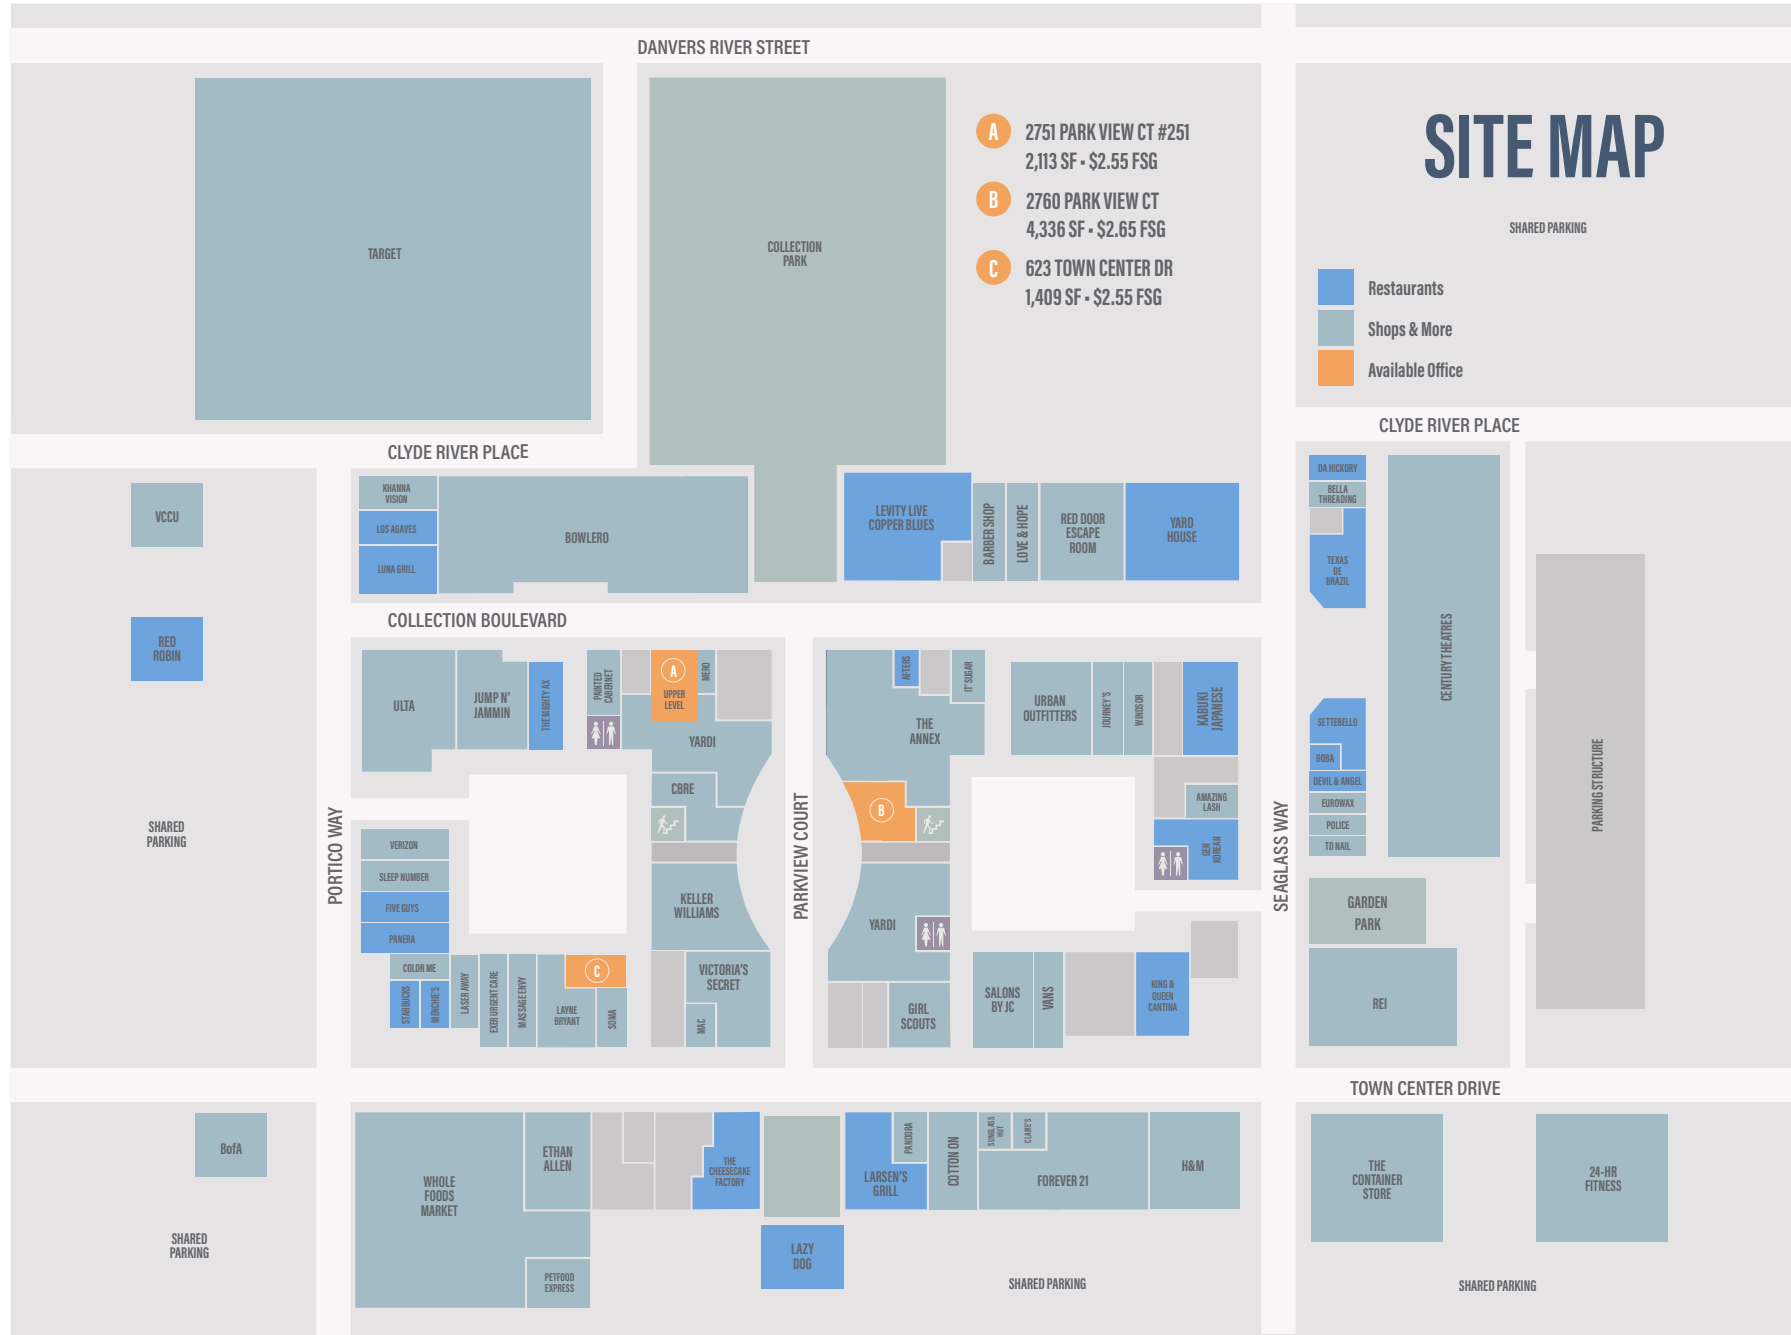 DANVERS RIVER STREET
A
2751 PARK VIEW CT #251
2,113 SF • $2.55 FSG
B
2760 PARK VIEW CT
4,336 SF • $2.65 FSG
C
623 TOWN CENTER DR
1,409 SF • $2.55 FSG
SITE MAP
SHARED PARKING
Restaurants
Shops & More
Available Office
TARGET
COLLECTION
PARK
CLYDE RIVER PLACE
CLYDE RIVER PLACE
VCCU
RED
ROBIN
SHARED
PARKING
KHANNA
VISION
LOS AGAVES
LUNA GRILL
BOWLERO
LEVITY LIVE
COPPER BLUES
BARBER SHOP
LOVE & HOPE
RED DOOR
ESCAPE
ROOM
YARD
HOUSE
DA HICKORY
BELLA
THREADING
TEXAS
DE
BRAZIL
CENTURY THEATRES
PARKING STRUCTURE
COLLECTION BOULEVARD
ULTA
JUMP N'
JAMMIN
THE MIGHTY AX
PAINTED
CABERNET
A
UPPER
LEVEL
MERO
YARDI
CBRE
AFTERS
IT'SUGAR
THE
ANNEX
B
URBAN
OUTFITTERS
JOURNEY'S
WINDSOR
KABUKI
JAPANESE
AMAZING
LASH
GEN
KOREAN
SETTEBELLO
BOBA
DEVIL & ANGEL
EUROWAX
POLICE
TD NAIL
GARDEN
PARK
REI
PORTICO WAY
PARKVIEW COURT
SEAGLASS WAY
VERIZON
SLEEP NUMBER
FIVE GUYS
PANERA
COLOR ME
STARBUCKS
MENCHIE'S
LASER AWAY
EXER URGENT CARE
MASSAGE ENVY
LAYNE
BRYANT
C
SOMA
KELLER
WILLIAMS
VICTORIA'S
SECRET
MAC
YARDI
GIRL
SCOUTS
SALONS
BY JC
VANS
KING &
QUEEN
CANTINA
TOWN CENTER DRIVE
BofA
SHARED
PARKING
WHOLE
FOODS
MARKET
ETHAN
ALLEN
PETFOOD
EXPRESS
THE
CHEESECAKE
FACTORY
LAZY
DOG
LARSEN'S
GRILL
PANDORA
COTTON ON
SUNGLASS
HUT
CLARE'S
FOREVER 21
H&M
SHARED PARKING
THE
CONTAINER
STORE
24-HR
FITNESS
SHARED PARKING